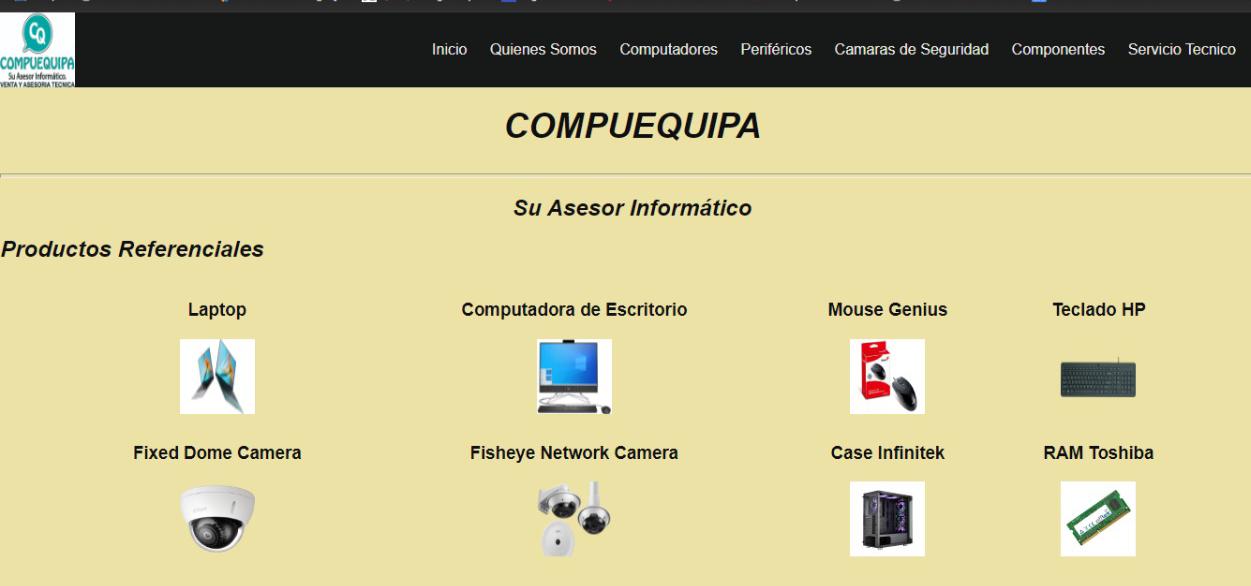 CQ
COMPUEQUIPA
Su Asesor Informático.
VENTA Y ASESORIA TECNICA
Inicio Quienes Somos Computadores Periféricos Camaras de Seguridad Componentes Servicio Tecnico
COMPUEQUIPA
Su Asesor Informático
Productos Referenciales
Laptop Computadora de Escritorio Mouse Genius Teclado HP
Fixed Dome Camera Fisheye Network Camera Case Infinitek RAM Toshiba